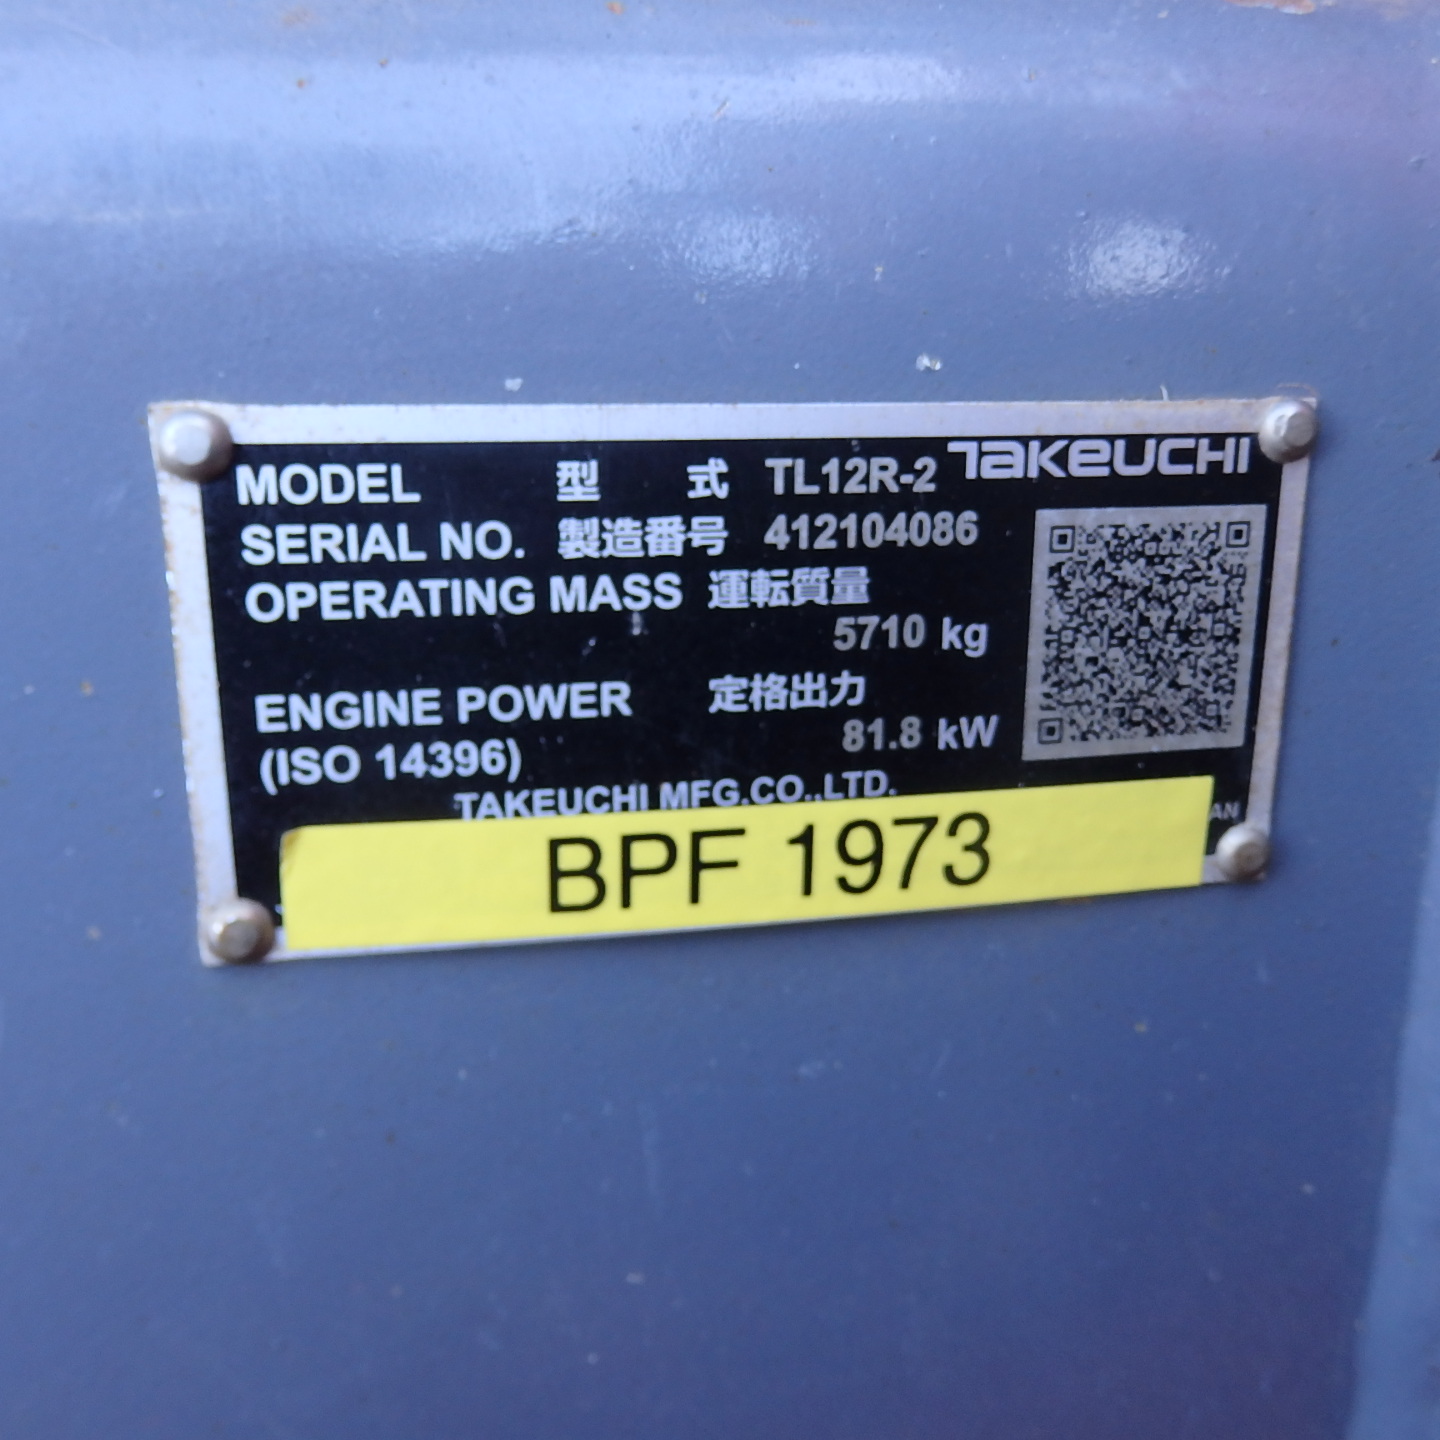 TAKEUCHI
MODEL 型 式 TL12R-2
SERIAL NO. 製造番号 412104086
OPERATING MASS 運転質量
5710 kg
ENGINE POWER 定格出力
(ISO 14396) 81.8 kW
TAKEUCHI MFG.CO.,LTD.
BPF 1973